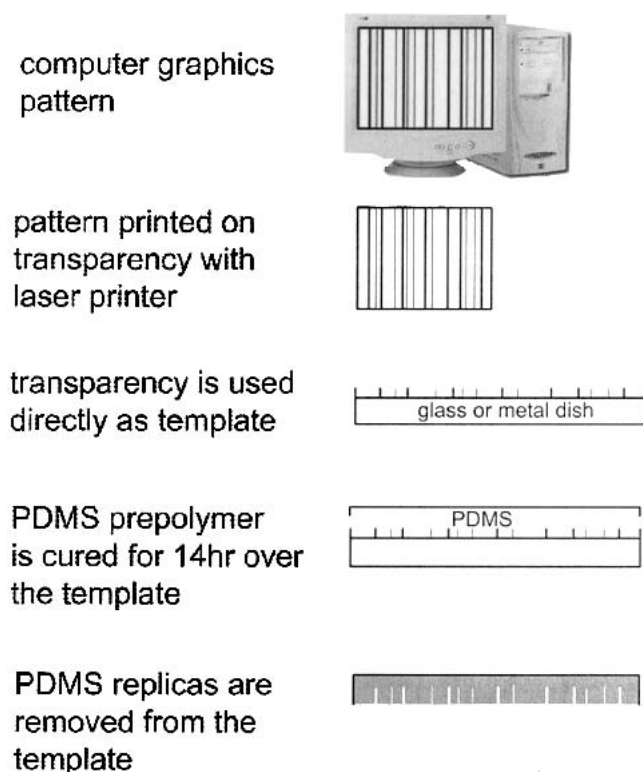 computer graphics
pattern
pattern printed on
transparency with
laser printer
transparency is used
directly as template
glass or metal dish
PDMS prepolymer
is cured for 14hr over
the template
PDMS
PDMS replicas are
removed from the
template